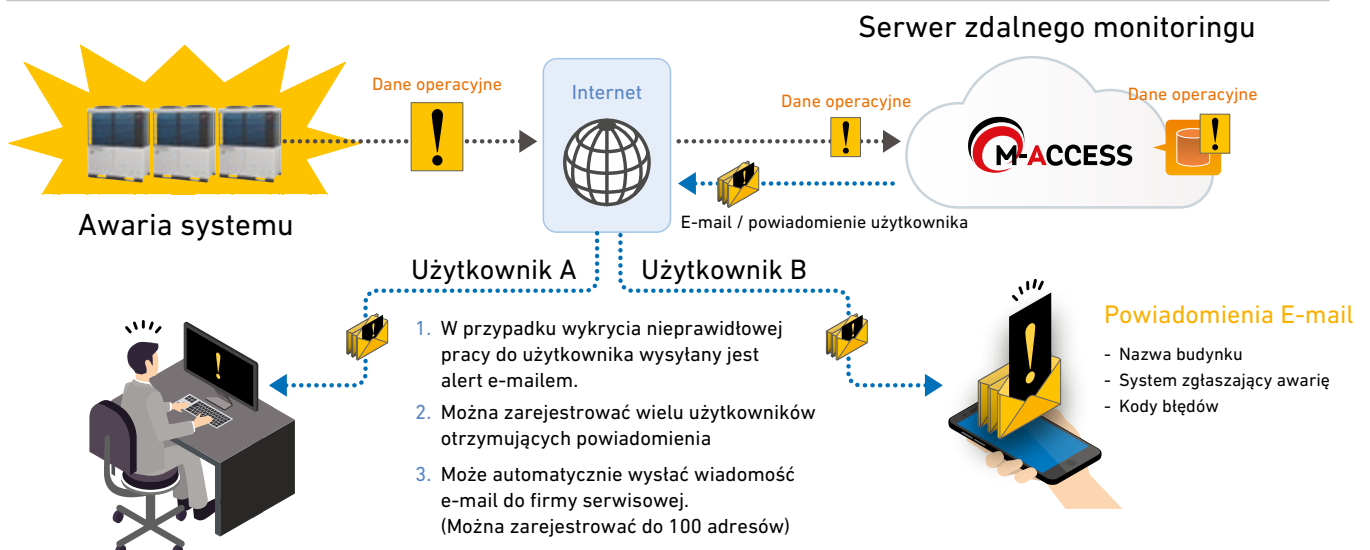 Serwer zdalnego monitoringu
Dane operacyjne
Internet
Dane operacyjne
Dane operacyjne
M-ACCESS
Awaria systemu
E-mail / powiadomienie użytkownika
Użytkownik A
Użytkownik B
1. W przypadku wykrycia nieprawidłowej
pracy do użytkownika wysyłany jest
alert e-mailem.
2. Można zarejestrować wielu użytkowników
otrzymujących powiadomienia
3. Może automatycznie wysłać wiadomość
e-mail do firmy serwisowej.
(Można zarejestrować do 100 adresów)
Powiadomienia E-mail
- Nazwa budynku
- System zgłaszający awarię
- Kody błędów